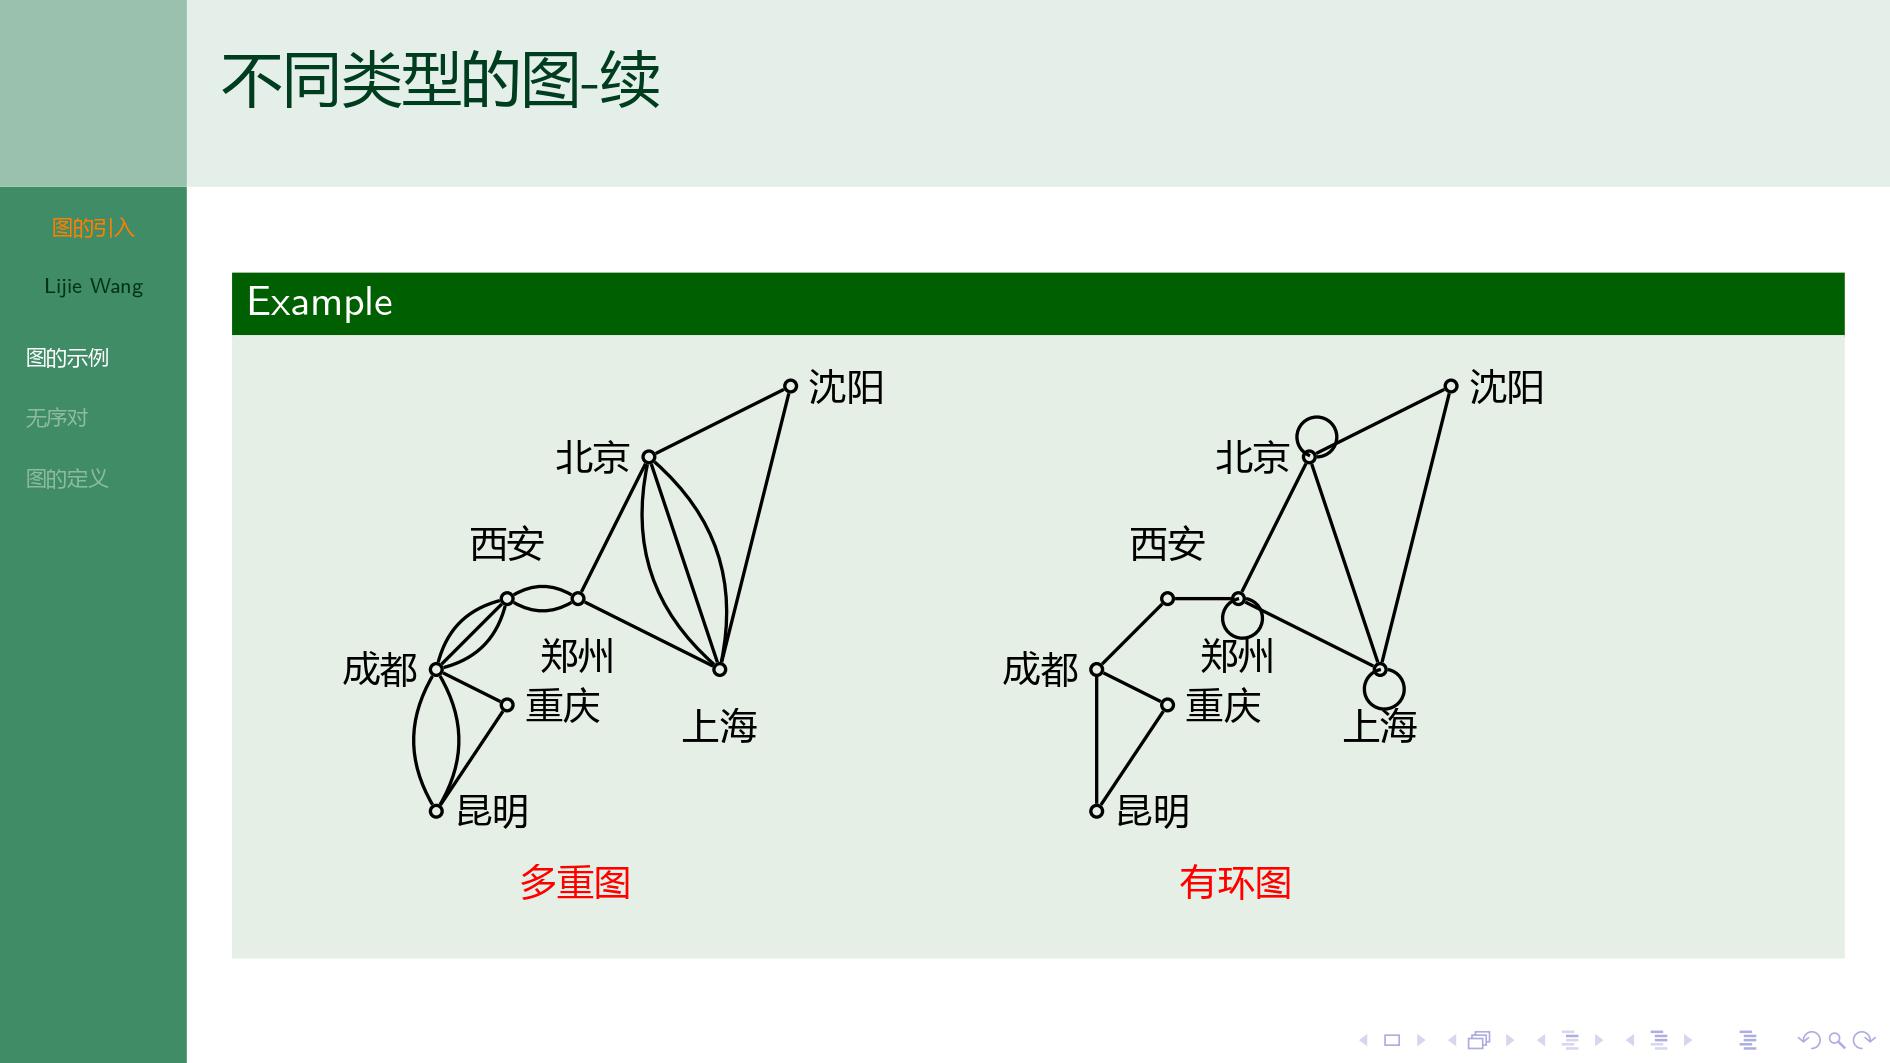 不同类型的图-续
图的引入
Lijie Wang
图的示例
无序对
图的定义
Example
沈阳
北京
西安
成都
郑州
重庆
上海
昆明
多重图
沈阳
北京
西安
成都
郑州
重庆
上海
昆明
有环图